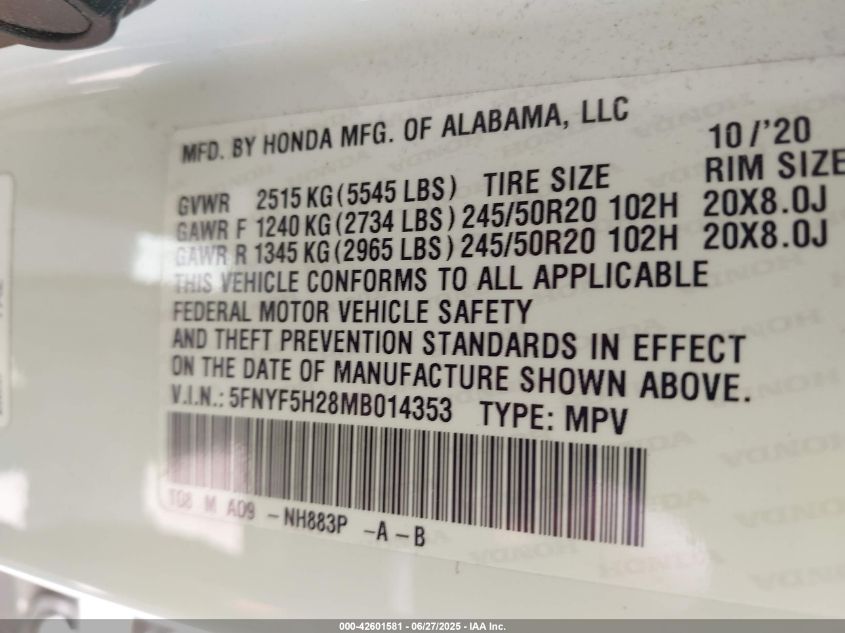 MFD. BY HONDA MFG. OF ALABAMA, LLC 10/'20
GVWR 2515 KG (5545 LBS) TIRE SIZE RIM SIZE
GAWR F 1240 KG (2734 LBS) 245/50R20 102H 20X8.0J
GAWR R 1345 KG (2965 LBS) 245/50R20 102H 20X8.0J
THIS VEHICLE CONFORMS TO ALL APPLICABLE
FEDERAL MOTOR VEHICLE SAFETY
AND THEFT PREVENTION STANDARDS IN EFFECT
ON THE DATE OF MANUFACTURE SHOWN ABOVE.
V.I.N.: 5FNYF5H28MB014353 TYPE: MPV
T08 M A09 -NH883P -A-B
000-42601581 - 06/27/2025 - IAA Inc.